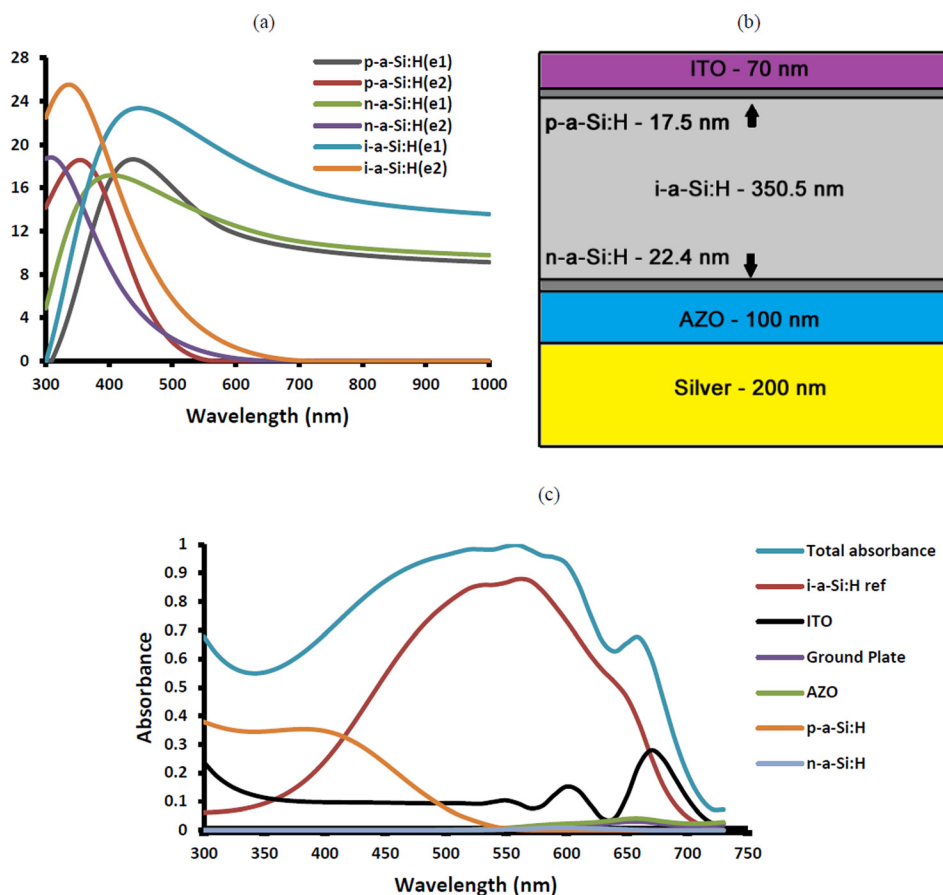 (a)
28
24
20
16
12
8
4
0
300 400 500 600 700 800 900 1000
Wavelength (nm)
p-a-Si:H(e1)
p-a-Si:H(e2)
n-a-Si:H(e1)
n-a-Si:H(e2)
i-a-Si:H(e1)
i-a-Si:H(e2)
(b)
ITO - 70 nm
p-a-Si:H - 17.5 nm
i-a-Si:H - 350.5 nm
n-a-Si:H - 22.4 nm
AZO - 100 nm
Silver - 200 nm
(c)
Absorbance
1
0.9
0.8
0.7
0.6
0.5
0.4
0.3
0.2
0.1
0
300 350 400 450 500 550 600 650 700 750
Wavelength (nm)
Total absorbance
i-a-Si:H ref
ITO
Ground Plate
AZO
p-a-Si:H
n-a-Si:H